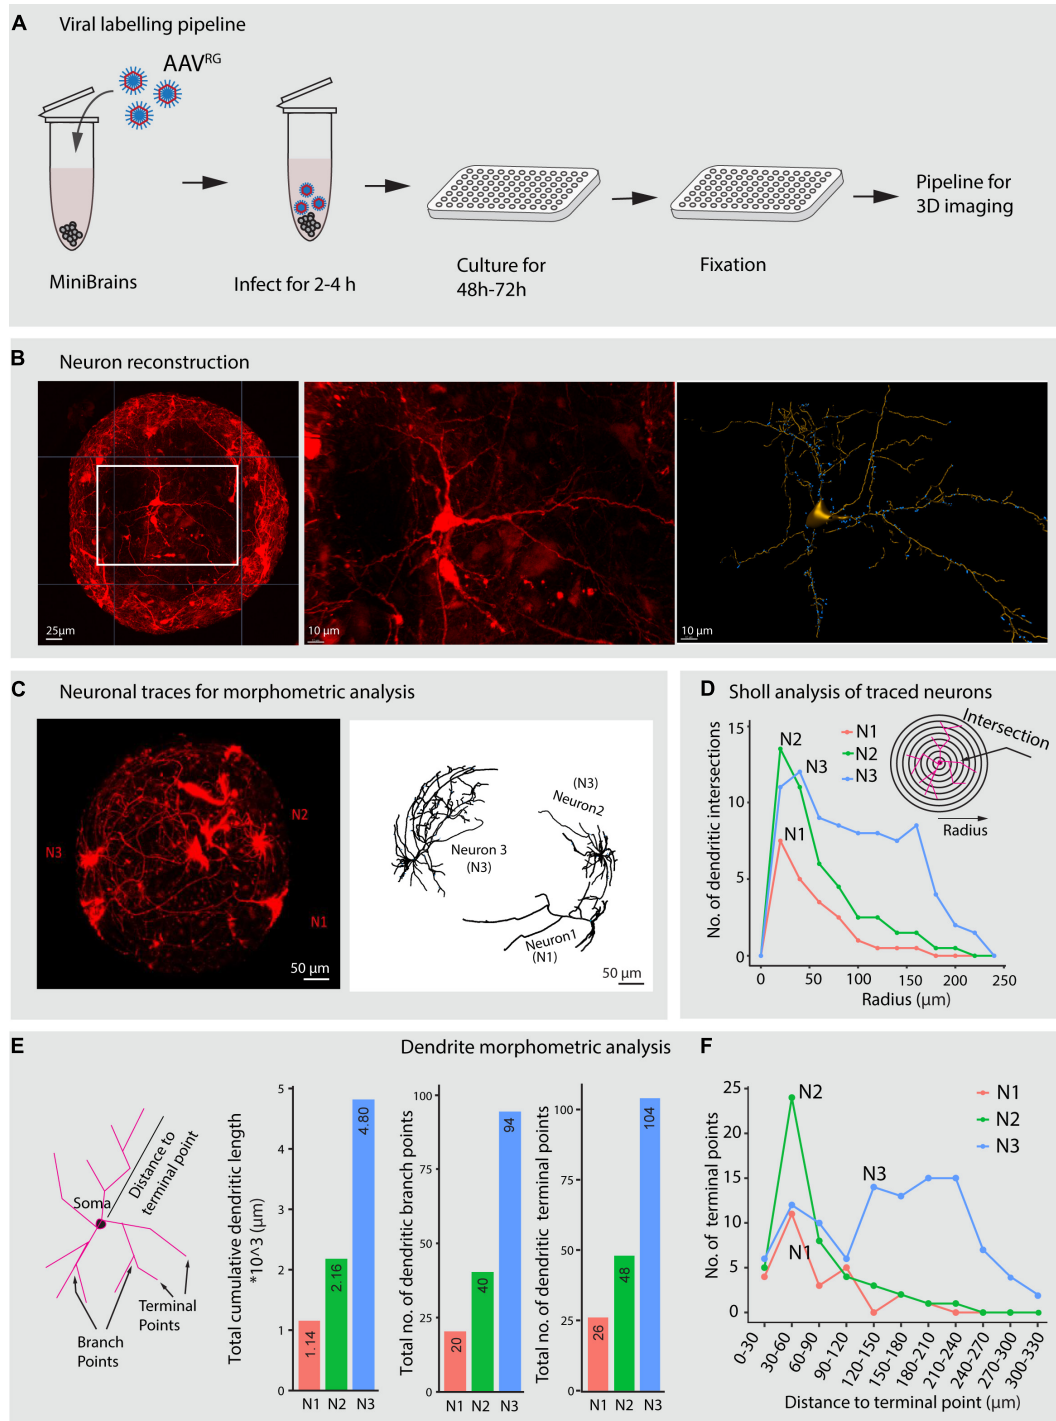 A Viral labelling pipeline
AAVRG
MiniBrains
Infect for 2-4 h
Culture for
48h-72h
Fixation
Pipeline for
3D imaging
B Neuron reconstruction
25µm
10 µm
10 µm
C Neuronal traces for morphometric analysis
N2
N3
N1
50 µm
(N3)
Neuron2
Neuron 3
(N3)
Neuron1
(N1)
50 µm
D Sholl analysis of traced neurons
No. of dendritic intersections
15
10
5
0
N2
N3
N1
N1
N2
N3
Intersection
Radius
0
50
100
150
200
250
Radius (µm)
E Dendrite morphometric analysis
Soma
Distance to
terminal point
Terminal
Points
Branch
Points
Total cumulative dendritic length
*10^3 (µm)
5
4
3
2
1
0
1.14
2.16
4.80
N1 N2 N3
Total no. of dendritic branch points
100
75
50
25
0
20
40
94
N1 N2 N3
Total no. of dendritic terminal points
100
75
50
25
0
26
48
104
N1 N2 N3
F
No. of terminal points
25
20
15
10
5
0
N2
N3
N1
N1
N2
N3
0-30
30-60
60-90
90-120
120-150
150-180
180-210
210-240
240-270
270-300
300-330
Distance to terminal point (µm)